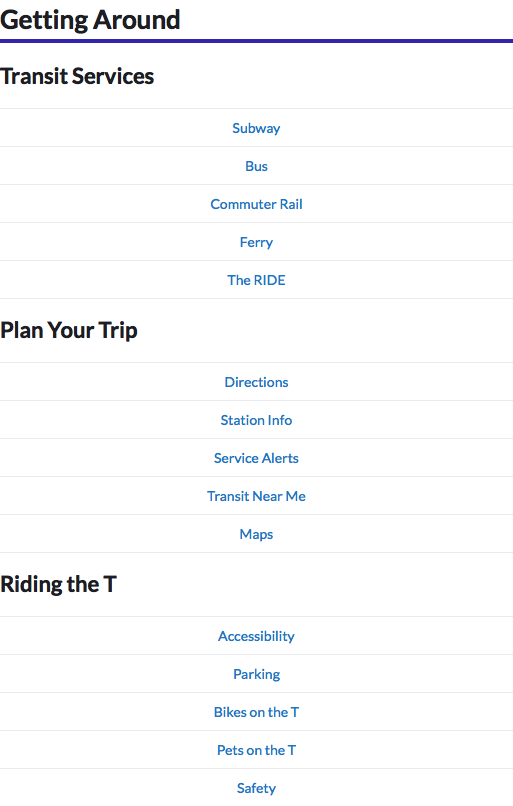 Getting Around
Transit Services
Subway
Bus
Commuter Rail
Ferry
The RIDE
Plan Your Trip
Directions
Station Info
Service Alerts
Transit Near Me
Maps
Riding the T
Accessibility
Parking
Bikes on the T
Pets on the T
Safety